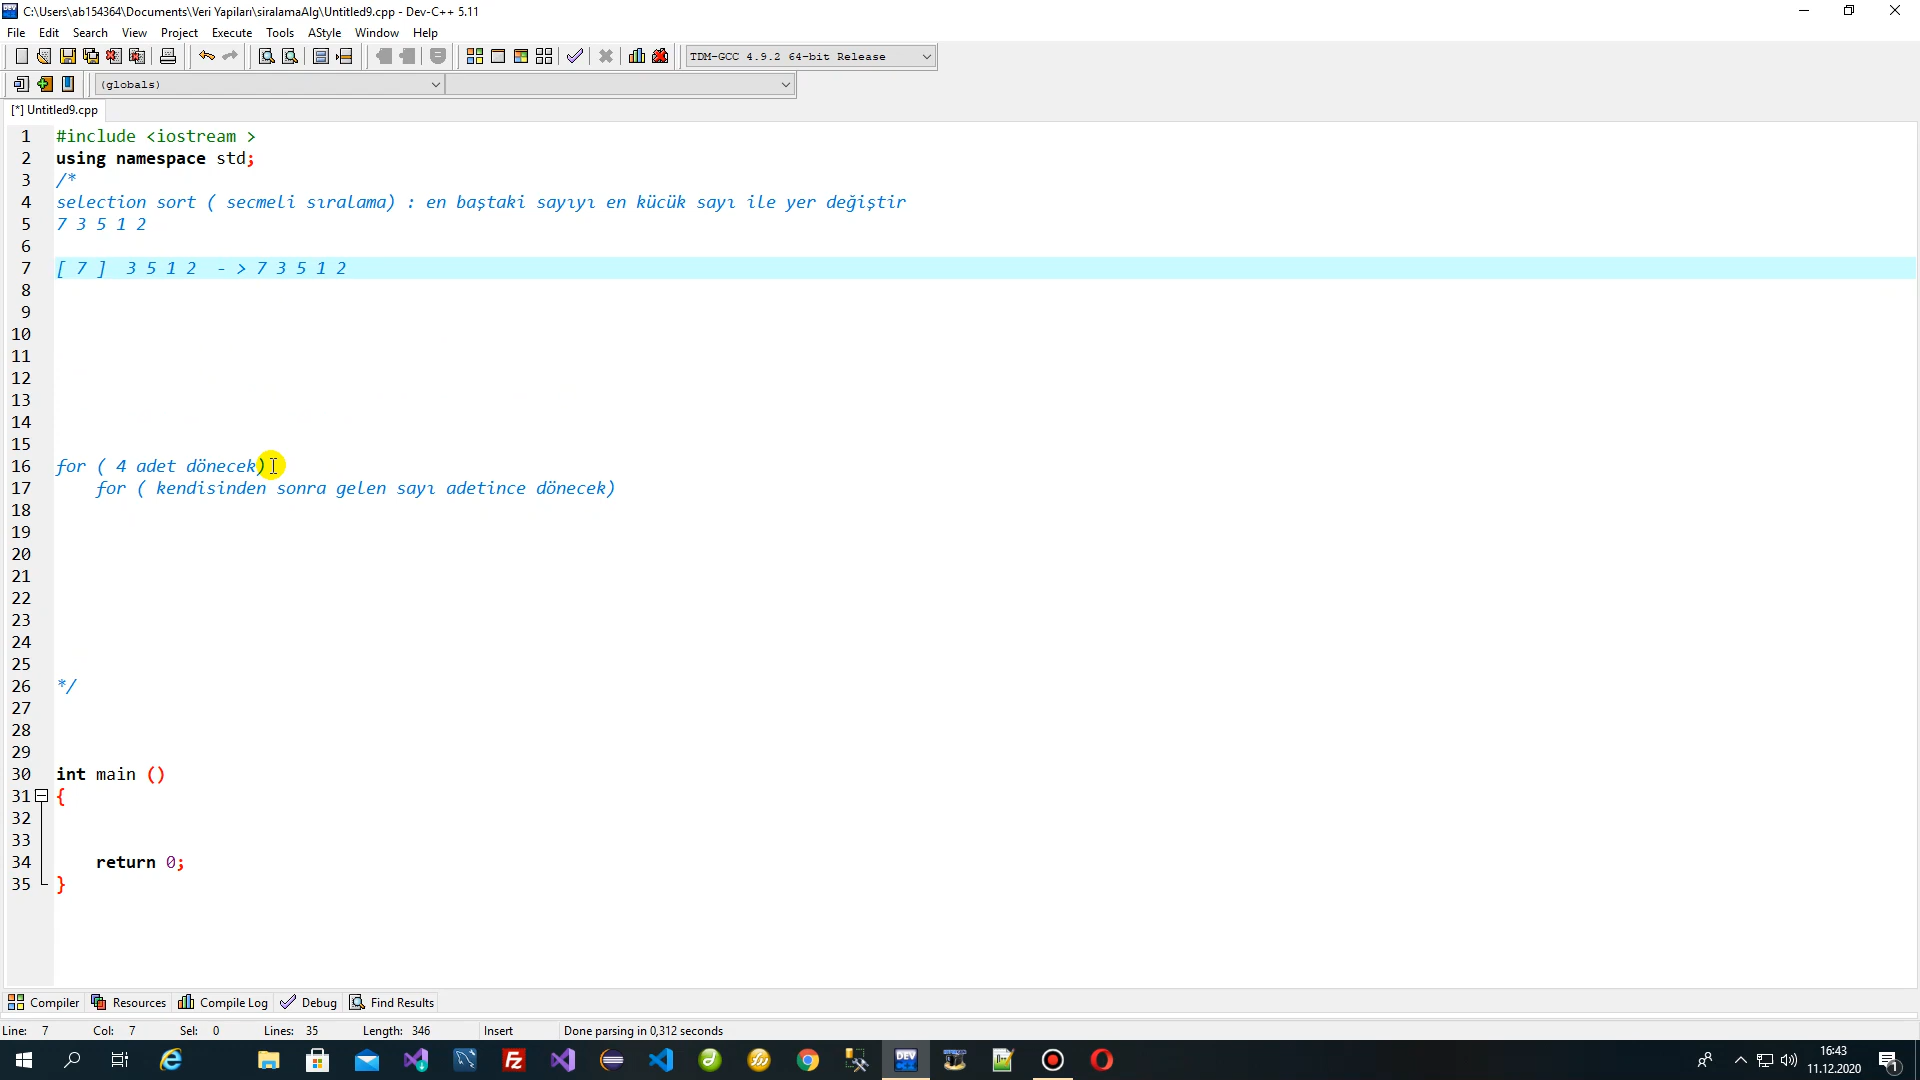 C:\Users\ab154364\Documents\Veri Yapıları\siralamaAlg\Untitled9.cpp - Dev-C++ 5.11
File Edit Search View Project Execute Tools AStyle Window Help
TDM-GCC 4.9.2 64-bit Release
(globals)
[*] Untitled9.cpp
1 #include <iostream >
2 using namespace std;
3 /*
4 selection sort ( secmeli sıralama) : en baştaki sayıyı en kücük sayı ile yer değiştir
5 7 3 5 1 2
6
7 [ 7 ]  3 5 1 2  - > 7 3 5 1 2
8
9
10
11
12
13
14
15
16 for ( 4 adet dönecek)
17 for ( kendisinden sonra gelen sayı adetince dönecek)
18
19
20
21
22
23
24
25
26 */
27
28
29
30 int main ()
31 {
32
33
34 return 0;
35 }
Compiler Resources Compile Log Debug Find Results
Line: 7 Col: 7 Sel: 0 Lines: 35 Length: 346 Insert Done parsing in 0,312 seconds
DEV
16:43
11.12.2020
1